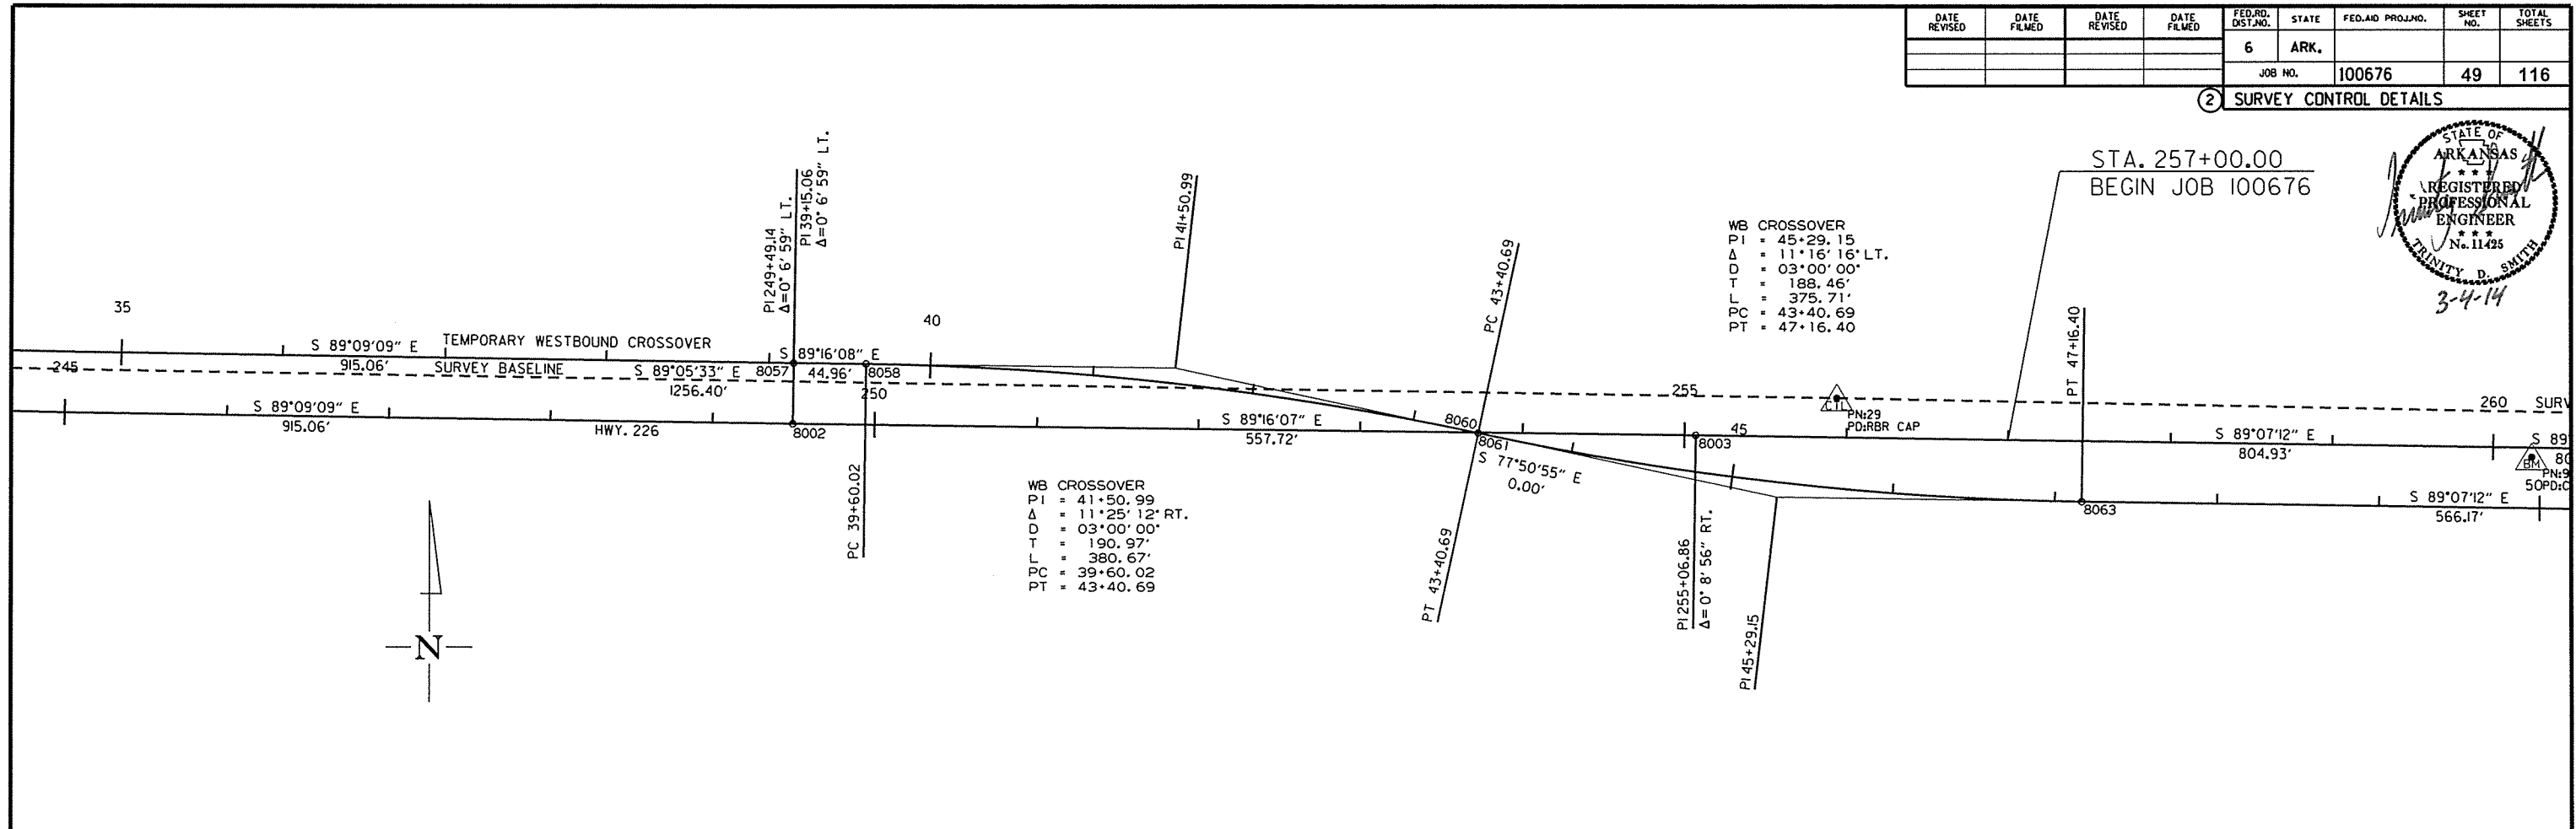 DATE REVISED
DATE FILMED
DATE REVISED
DATE FILMED
FED.RD. DIST.NO.
STATE
FED.AID PROJ.NO.
SHEET NO.
TOTAL SHEETS
6 ARK.
JOB NO. 100676 49 116
2 SURVEY CONTROL DETAILS
STATE OF
ARKANSAS
* * *
REGISTERED
PROFESSIONAL
ENGINEER
* * *
No. 11425
TRINITY D. SMITH
3-4-14
STA. 257+00.00
BEGIN JOB 100676
PI 249+49.14
Δ=0° 6' 59" LT.
PI 39+15.06
Δ=0° 6' 59" LT.
PI 41+50.99
PC 43+40.69
WB CROSSOVER
PI = 45+29.15
Δ = 11°16'16" LT.
D = 03°00'00"
T = 188.46'
L = 375.71'
PC = 43+40.69
PT = 47+16.40
PT 47+16.40
35
40
S 89°09'09" E
TEMPORARY WESTBOUND CROSSOVER
S 89°16'08" E
245
915.06'
SURVEY BASELINE
S 89°05'33" E
8057
44.96'
8058
1256.40'
250
255
CTL
PN:29
PD:RBR CAP
260
SURV
S 89°09'09" E
915.06'
HWY. 226
8002
S 89°16'07" E
557.72'
8060
8061
S 77°50'55" E
0.00'
8003
45
S 89°07'12" E
804.93'
S 89°
80
BM
PN:9
50PD:C
8063
S 89°07'12" E
566.17'
PC 39+60.02
WB CROSSOVER
PI = 41+50.99
Δ = 11°25'12" RT.
D = 03°00'00"
T = 190.97'
L = 380.67'
PC = 39+60.02
PT = 43+40.69
PT 43+40.69
PI 255+06.86
Δ=0° 8' 56" RT.
PI 45+29.15
N